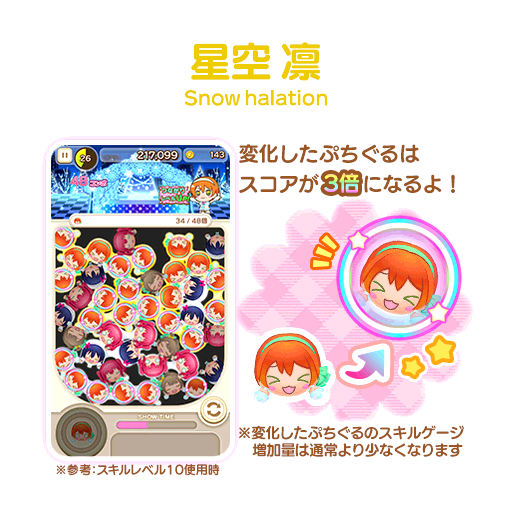 星空 凛
Snow halation
26
217,099
143
34 / 48個
変化したぷちぐるは
スコアが3倍になるよ！
SHOW TIME
※参考：スキルレベル10使用時
※変化したぷちぐるのスキルゲージ
増加量は通常より少なくなります